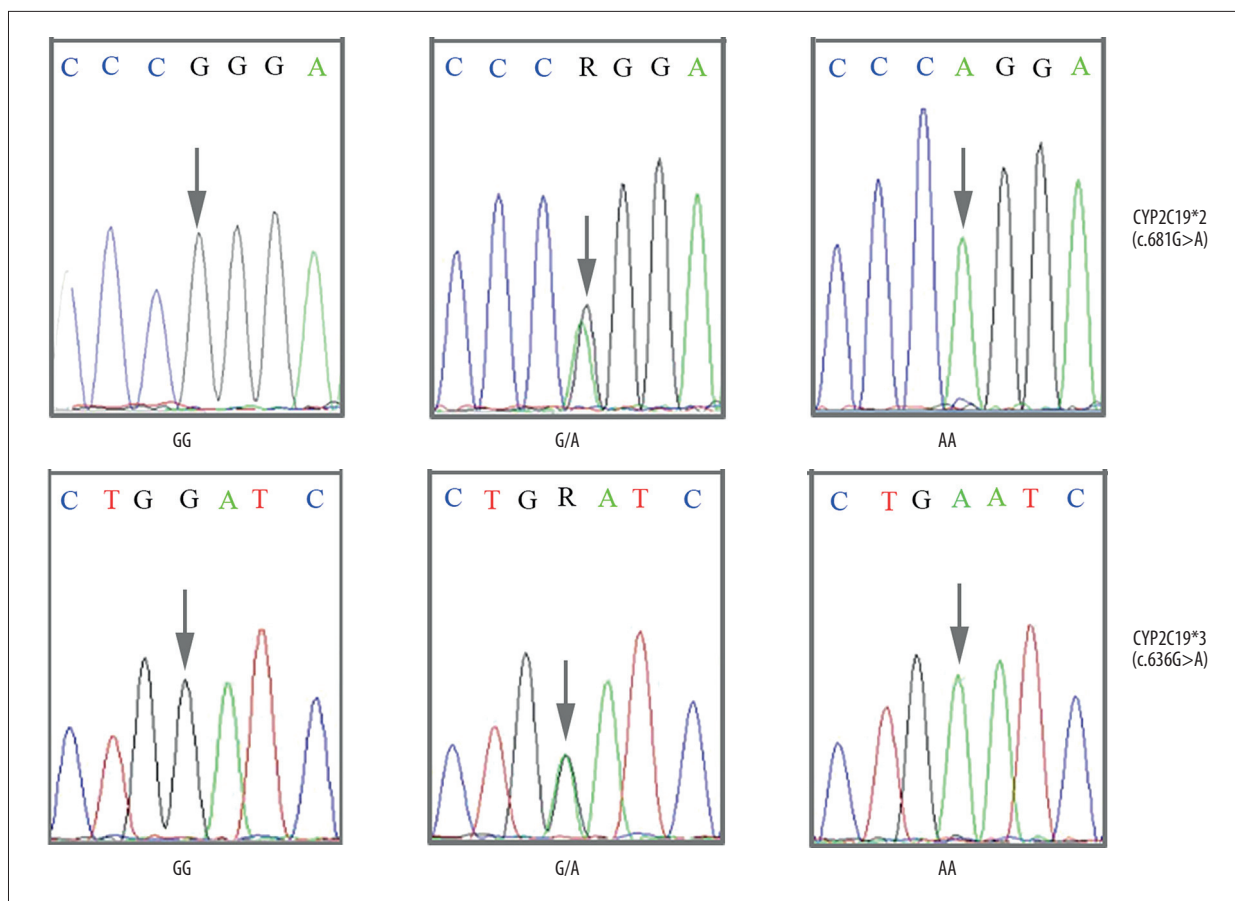 C C C G G G A
C C C R G G A
C C C A G G A
CYP2C19*2
(c.681G>A)
GG
G/A
AA
C T G G A T C
C T G R A T C
C T G A A T C
CYP2C19*3
(c.636G>A)
GG
G/A
AA